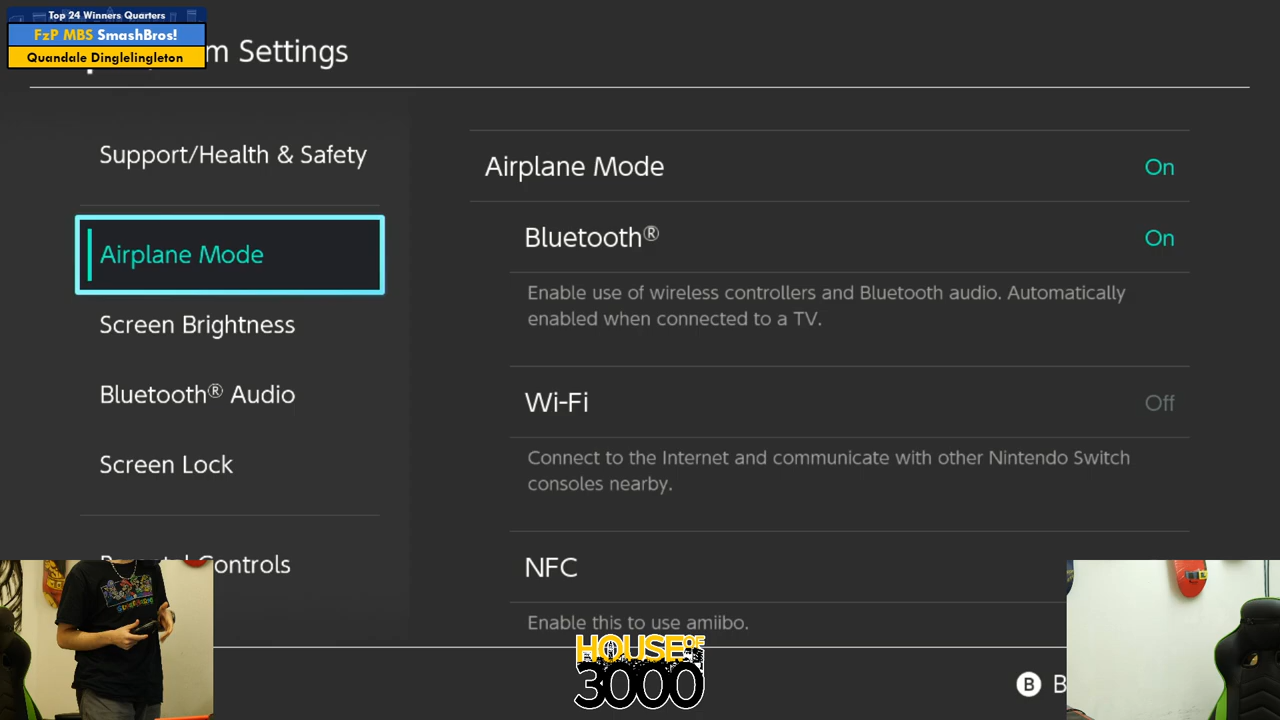 Top 24 Winners Quarters
FzP MBS SmashBros!
Quandale Dinglelingleton
m Settings
Support/Health & Safety
Airplane Mode
Screen Brightness
Bluetooth® Audio
Screen Lock
Parental Controls
Airplane Mode On
Bluetooth® On
Enable use of wireless controllers and Bluetooth audio. Automatically
enabled when connected to a TV.
Wi-Fi Off
Connect to the Internet and communicate with other Nintendo Switch
consoles nearby.
NFC
Enable this to use amiibo.
HOUSE OF
3000
B B